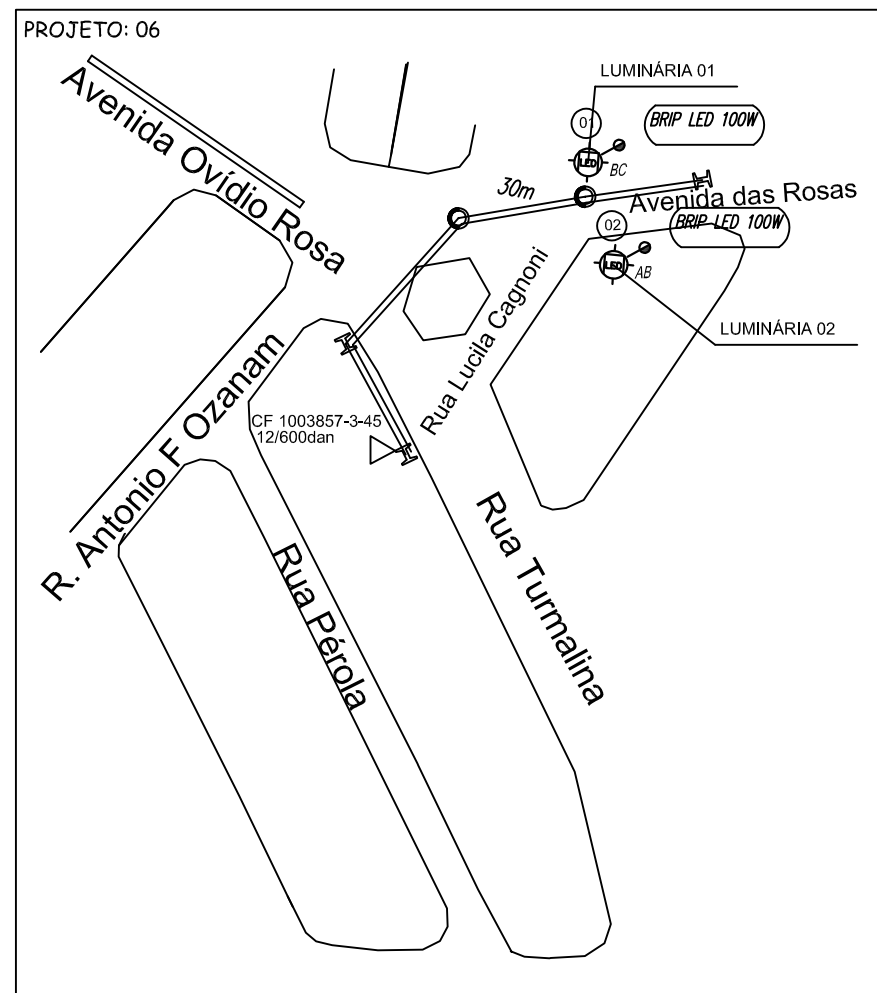 PROJETO: 06
Avenida Ovídio Rosa
LUMINÁRIA 01
01
BRIP LED 100W
LED
BC
30m
Avenida das Rosas
02
BRIP LED 100W
LED
AB
LUMINÁRIA 02
Rua Lucila Cagnoni
R. Antonio F Ozanam
CF 1003857-3-45
12/600dan
Rua Pérola
Rua Turmalina